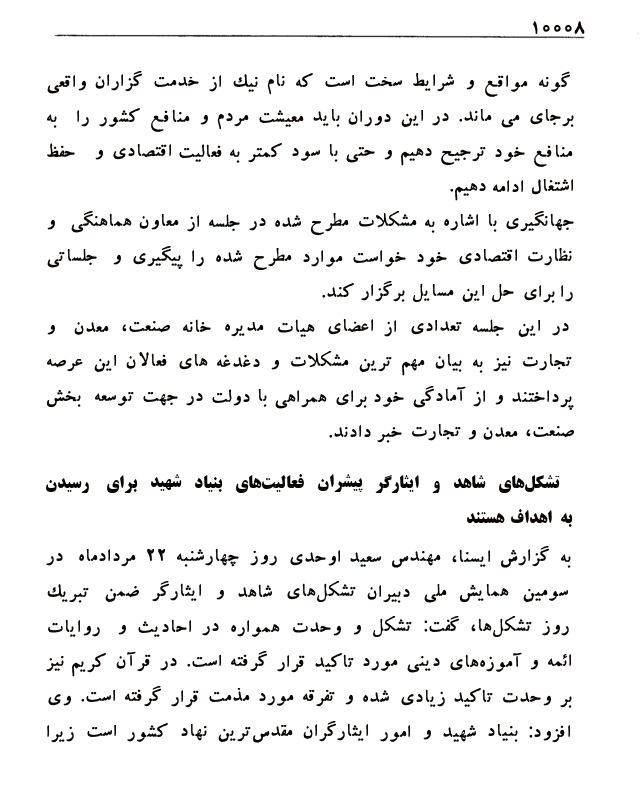 ۱۰۰۰۸
گونه مواقع و شرایط سخت است که نام نیك از خدمت گزاران واقعی
برجای می ماند. در این دوران باید معیشت مردم و منافع کشور را به
منافع خود ترجیح دهیم و حتی با سود کمتر به فعالیت اقتصادی و حفظ
اشتغال ادامه دهیم.
جهانگیری با اشاره به مشکلات مطرح شده در جلسه از معاون هماهنگی و
نظارت اقتصادی خود خواست موارد مطرح شده را پیگیری و جلساتی
را برای حل این مسایل برگزار کند.
در این جلسه تعدادی از اعضای هیات مدیره خانه صنعت، معدن و
تجارت نیز به بیان مهم ترین مشکلات و دغدغه های فعالان این عرصه
پرداختند و از آمادگی خود برای همراهی با دولت در جهت توسعه بخش
صنعت، معدن و تجارت خبر دادند.
تشکل‌های شاهد و ایثارگر پیشران فعالیت‌های بنیاد شهید برای رسیدن
به اهداف هستند
به گزارش ایسنا، مهندس سعید اوحدی روز چهارشنبه ۲۲ مردادماه در
سومین همایش ملی دبیران تشکل‌های شاهد و ایثارگر ضمن تبریك
روز تشکل‌ها، گفت: تشکل و وحدت همواره در احادیث و روایات
ائمه و آموزه‌های دینی مورد تاکید قرار گرفته است. در قرآن کریم نیز
بر وحدت تاکید زیادی شده و تفرقه مورد مذمت قرار گرفته است. وی
افزود: بنیاد شهید و امور ایثارگران مقدس‌ترین نهاد کشور است زیرا